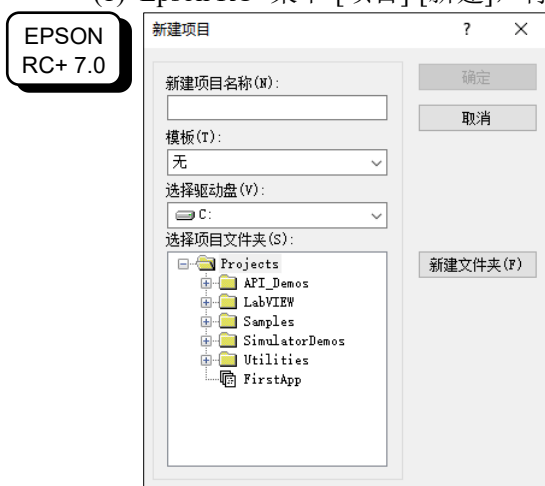 EPSON
RC+ 7.0
新建项目
?
新建项目名称(N):
确定
取消
模板(T):
无
选择驱动盘(V):
C:
选择项目文件夹(S):
新建文件夹(F)
Projects
API_Demos
LabVIEW
Samples
SimulatorDemos
Utilities
FirstApp